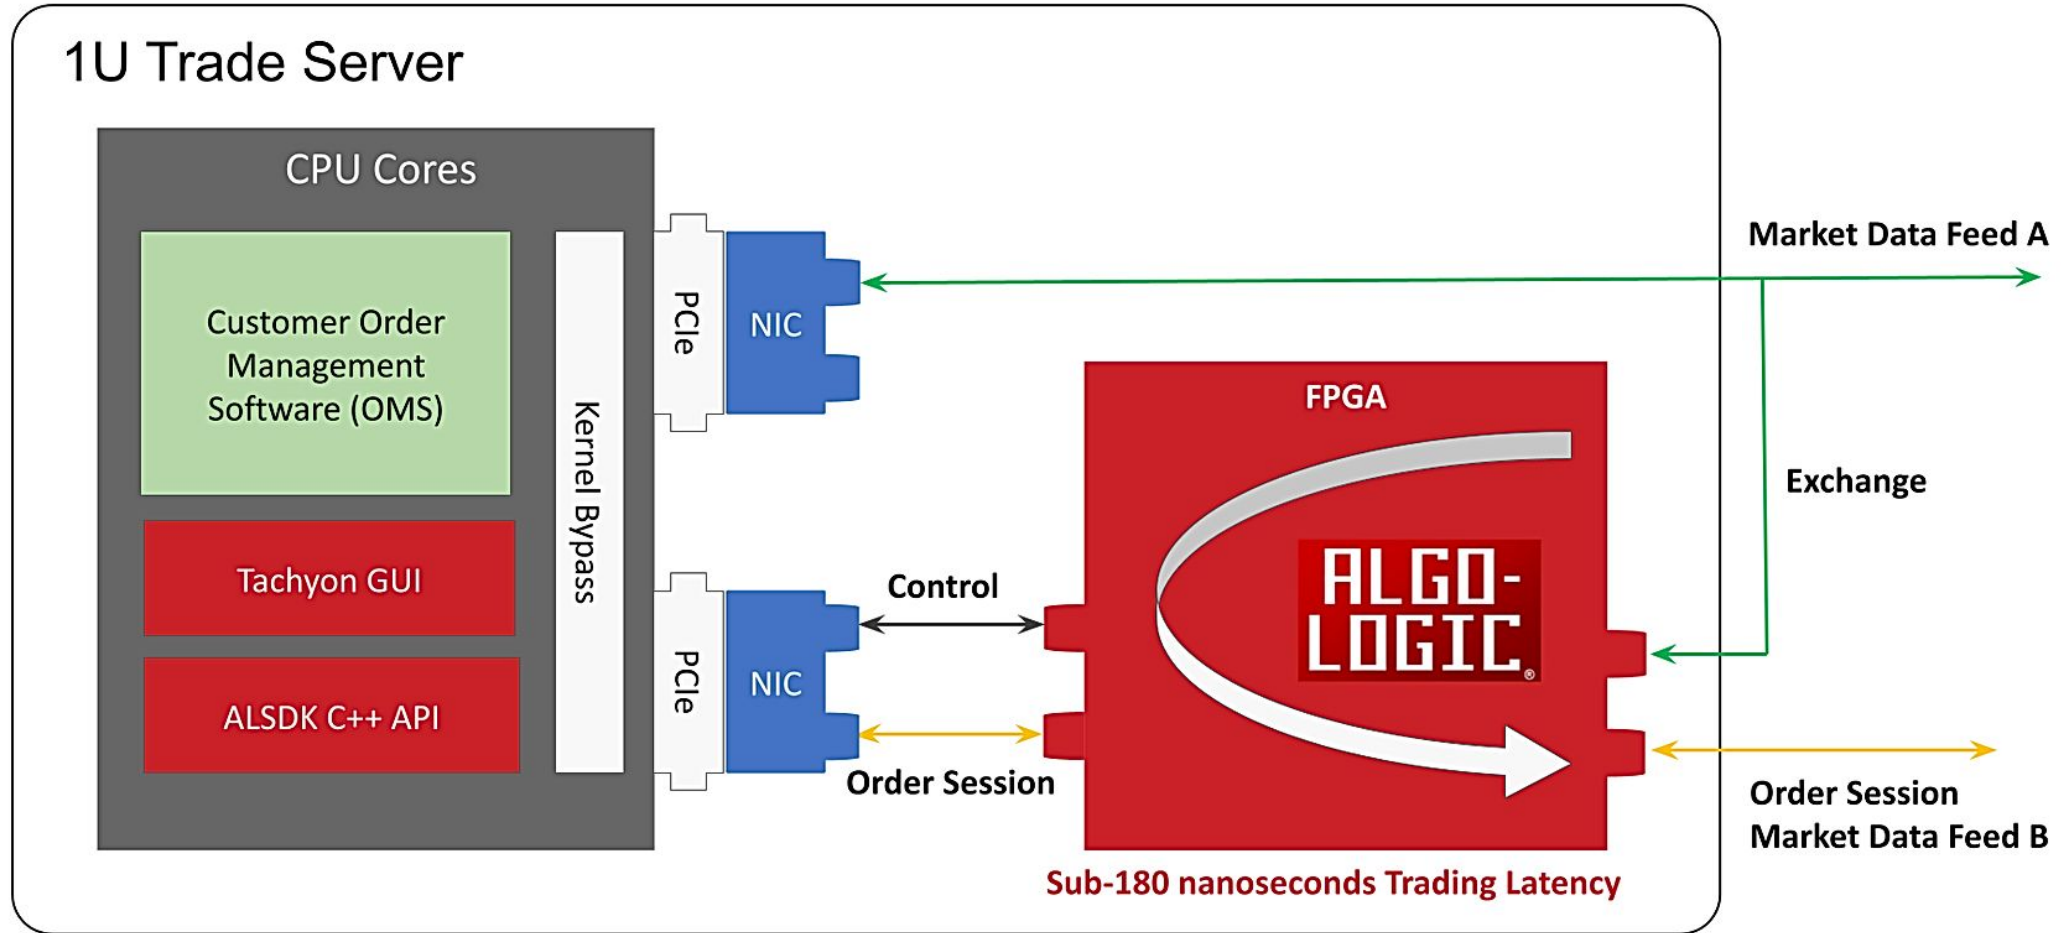 1U Trade Server
CPU Cores
Customer Order
Management
Software (OMS)
Tachyon GUI
ALSDK C++ API
Kernel Bypass
PCIe
NIC
PCIe
NIC
Control
Order Session
FPGA
ALGO-
LOGIC®
Sub-180 nanoseconds Trading Latency
Market Data Feed A
Exchange
Order Session
Market Data Feed B